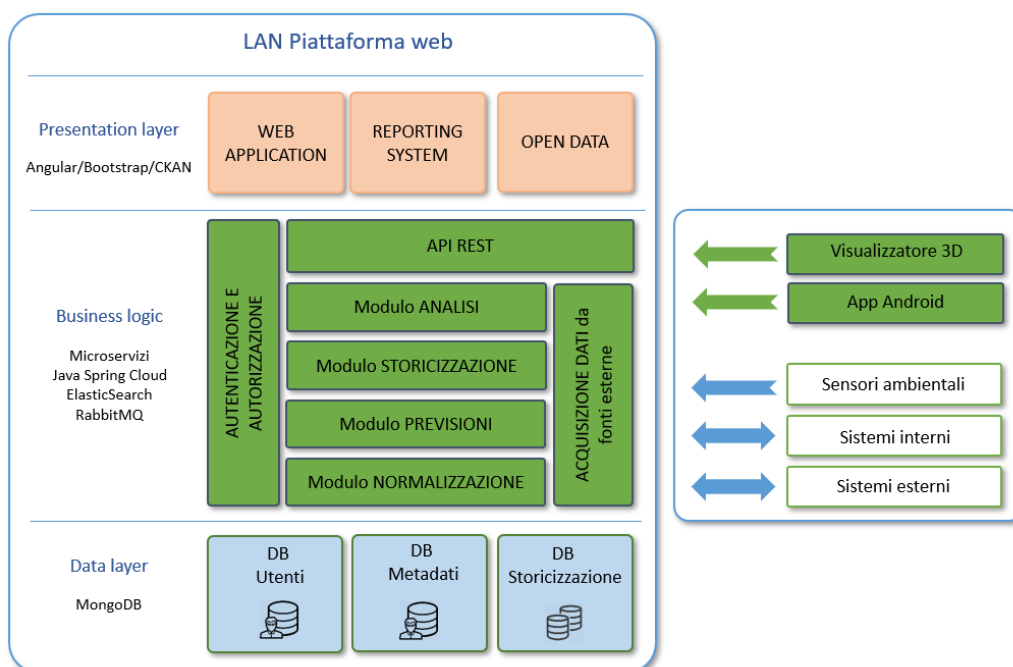 LAN Piattaforma web
Presentation layer
Angular/Bootstrap/CKAN
WEB
APPLICATION
REPORTING
SYSTEM
OPEN DATA
Business logic
Microservizi
Java Spring Cloud
ElasticSearch
RabbitMQ
AUTENTICAZIONE E
AUTORIZZAZIONE
API REST
Modulo ANALISI
Modulo STORICIZZAZIONE
Modulo PREVISIONI
Modulo NORMALIZZAZIONE
ACQUISIZIONE DATI da
fonti esterne
Data layer
MongoDB
DB
Utenti
DB
Metadati
DB
Storicizzazione
Visualizzatore 3D
App Android
Sensori ambientali
Sistemi interni
Sistemi esterni